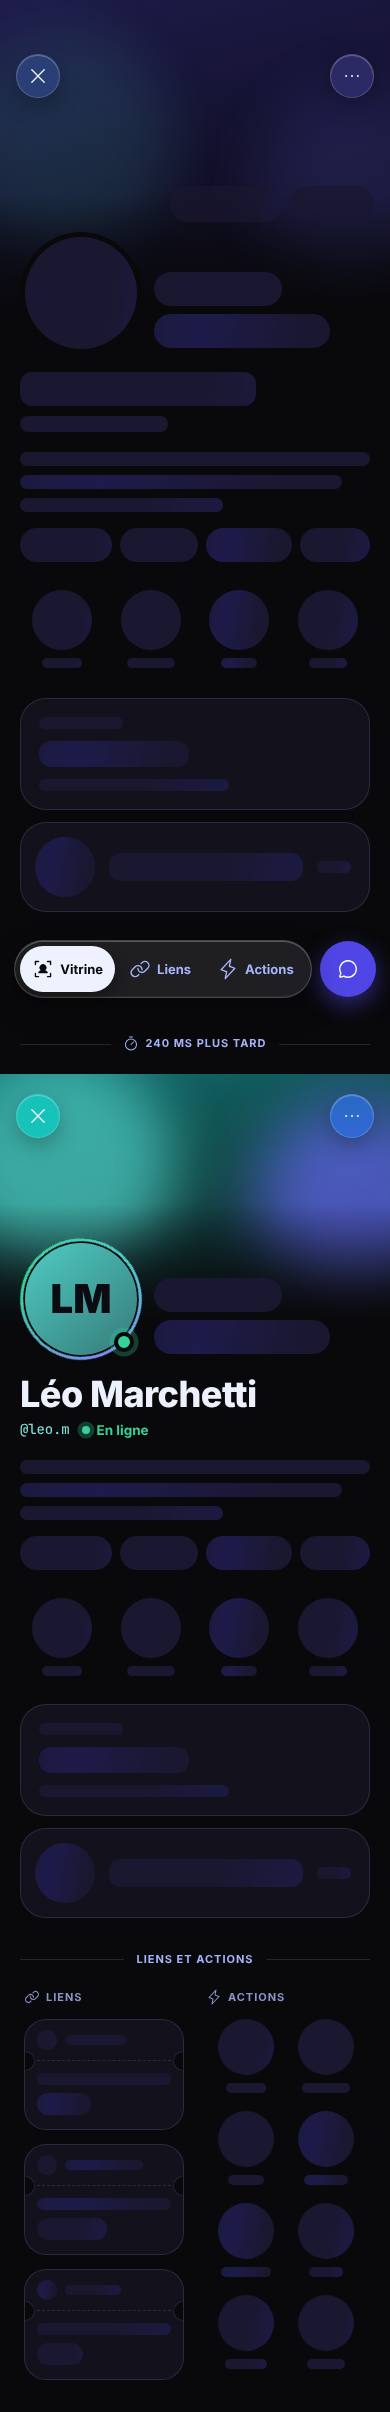 Vitrine
Liens
Actions
240 MS PLUS TARD
LM
Léo Marchetti
@leo.m En ligne
LIENS ET ACTIONS
LIENS
ACTIONS